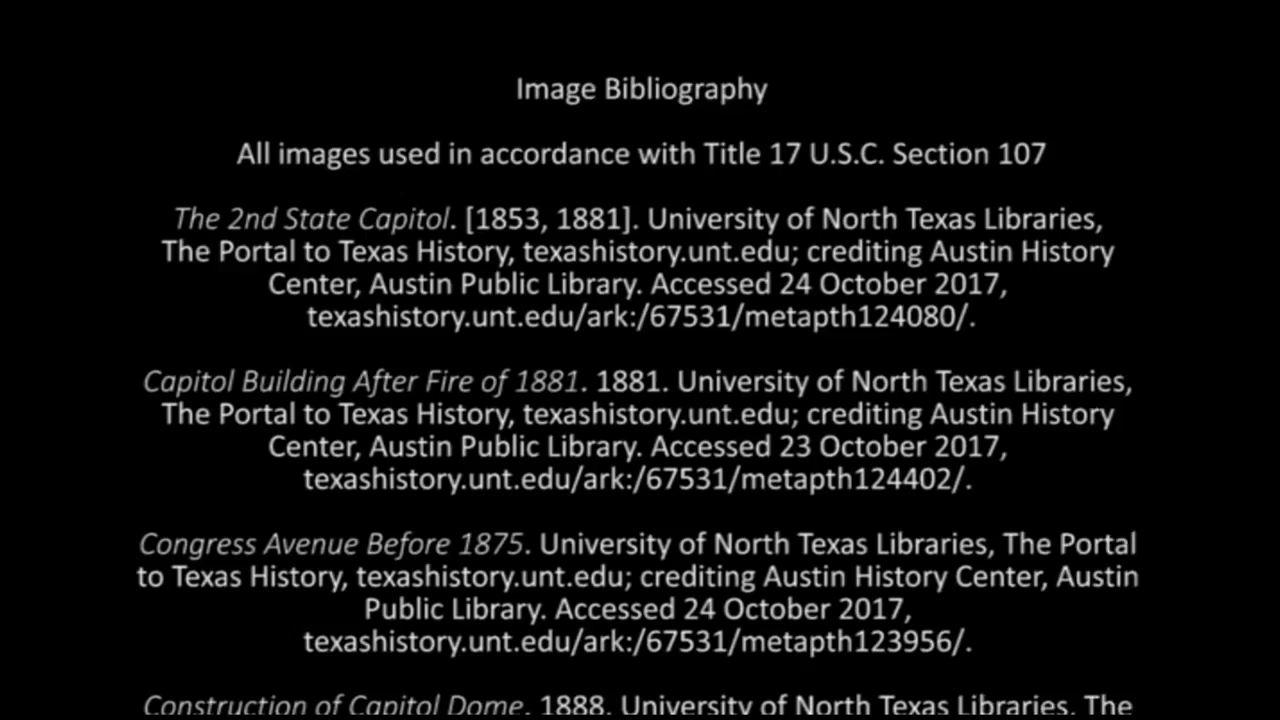 Image Bibliography
All images used in accordance with Title 17 U.S.C. Section 107
The 2nd State Capitol. [1853, 1881]. University of North Texas Libraries,
The Portal to Texas History, texashistory.unt.edu; crediting Austin History
Center, Austin Public Library. Accessed 24 October 2017,
texashistory.unt.edu/ark:/67531/metapth124080/.
Capitol Building After Fire of 1881. 1881. University of North Texas Libraries,
The Portal to Texas History, texashistory.unt.edu; crediting Austin History
Center, Austin Public Library. Accessed 23 October 2017,
texashistory.unt.edu/ark:/67531/metapth124402/.
Congress Avenue Before 1875. University of North Texas Libraries, The Portal
to Texas History, texashistory.unt.edu; crediting Austin History Center, Austin
Public Library. Accessed 24 October 2017,
texashistory.unt.edu/ark:/67531/metapth123956/.
Construction of Capitol Dome. 1888. University of North Texas Libraries, The